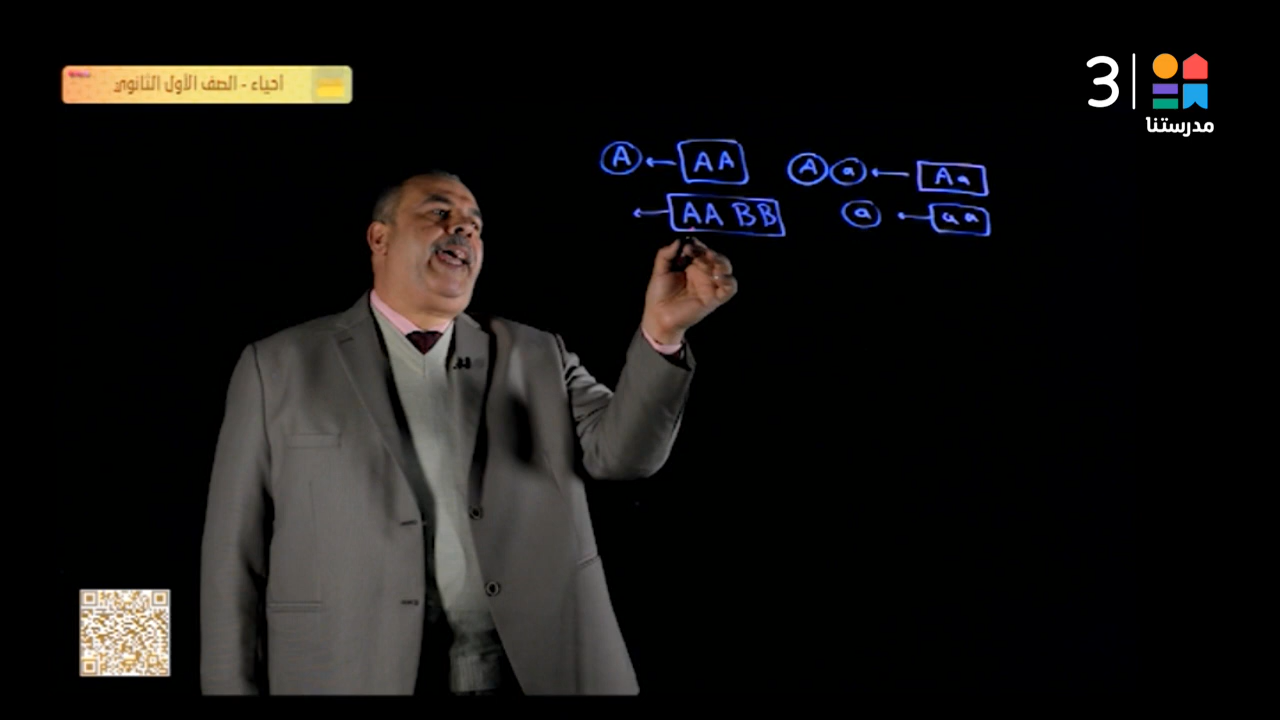 أحياء - الصف الأول الثانوي
3
مدرستنا
Aa → A a
AA → A
aa → a
AA BB →